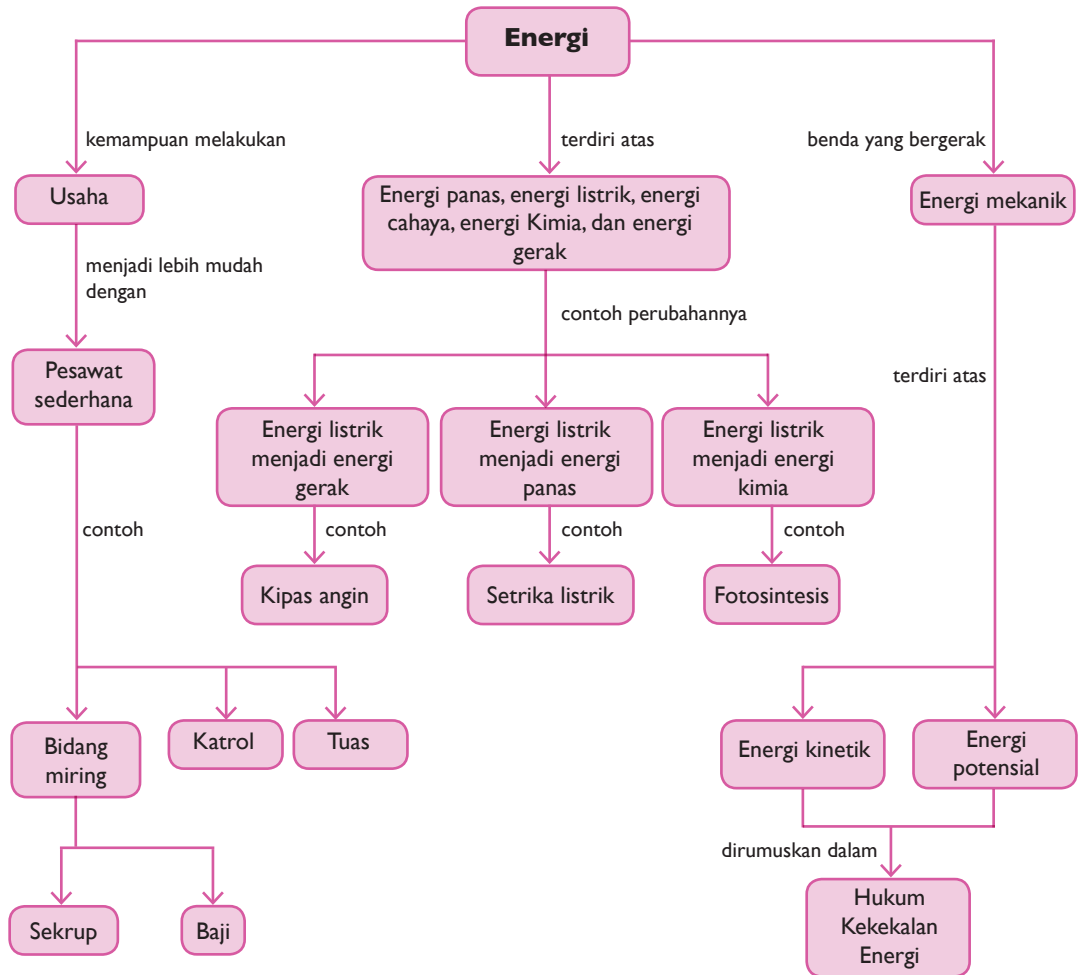 Energi
kemampuan melakukan
terdiri atas
benda yang bergerak
Usaha
Energi panas, energi listrik, energi
cahaya, energi Kimia, dan energi
gerak
Energi mekanik
menjadi lebih mudah
dengan
contoh perubahannya
Pesawat
sederhana
terdiri atas
Energi listrik
menjadi energi
gerak
Energi listrik
menjadi energi
panas
Energi listrik
menjadi energi
kimia
contoh
contoh
contoh
contoh
Kipas angin
Setrika listrik
Fotosintesis
Bidang
miring
Katrol
Tuas
Energi kinetik
Energi
potensial
dirumuskan dalam
Sekrup
Baji
Hukum
Kekekalan
Energi